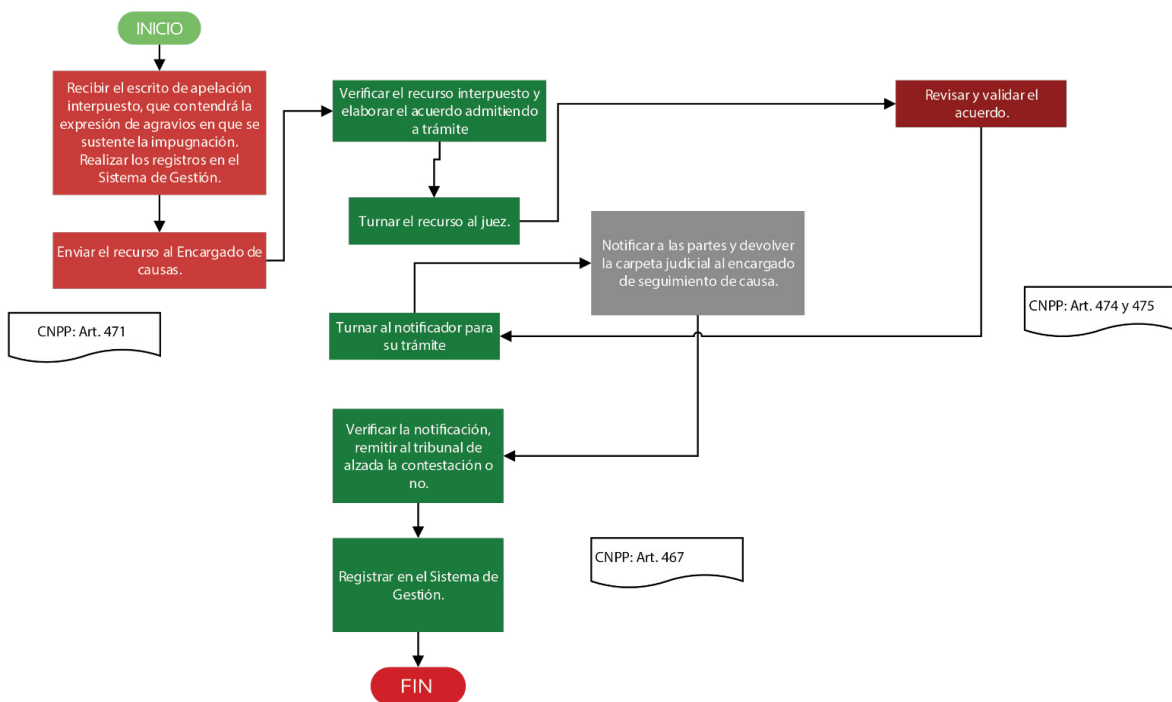 INICIO
Recibir el escrito de apelación
interpuesto, que contendrá la
expresión de agravios en que se
sustente la impugnación.
Realizar los registros en el
Sistema de Gestión.
Enviar el recurso al Encargado de
causas.
CNPP: Art. 471
Verificar el recurso interpuesto y
elaborar el acuerdo admitiendo
a trámite
Turnar el recurso al juez.
Revisar y validar el
acuerdo.
CNPP: Art. 474 y 475
Turnar al notificador para
su trámite
Notificar a las partes y devolver
la carpeta judicial al encargado
de seguimiento de causa.
Verificar la notificación,
remitir al tribunal de
alzada la contestación o
no.
CNPP: Art. 467
Registrar en el Sistema de
Gestión.
FIN